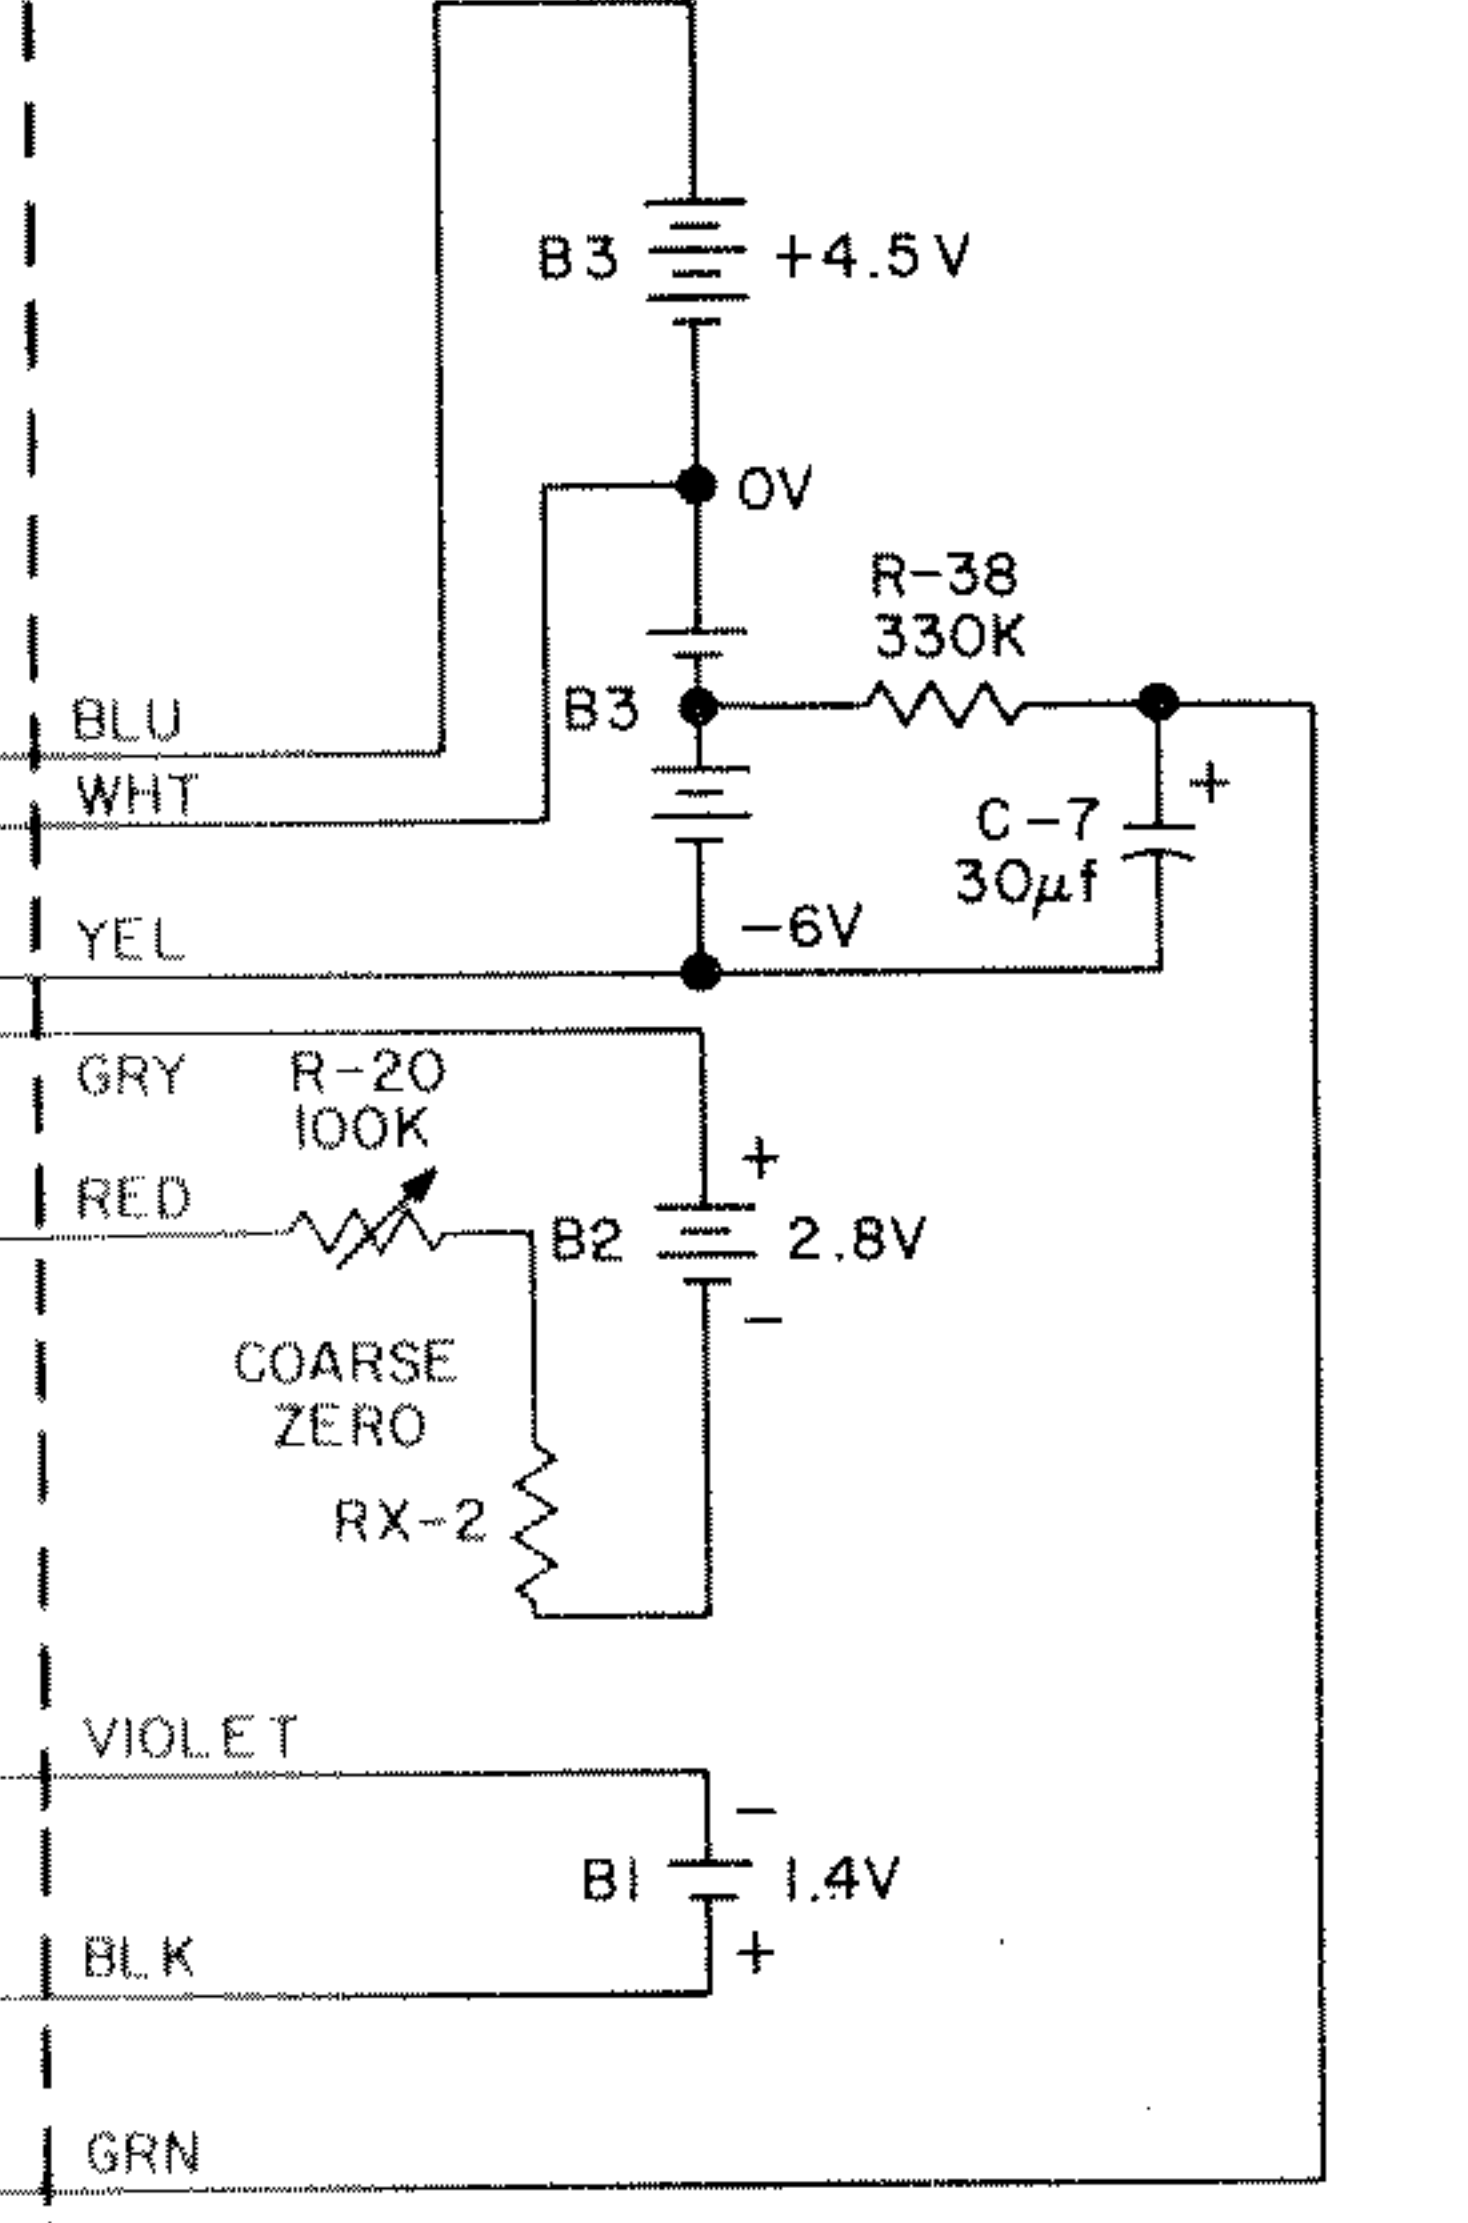 B3 +4.5V
0V
R-38
330K
BLU
B3
WHT
+
C-7
30μf
YEL
-6V
GRY
R-20
100K
+
RED
B2 2.8V
-
COARSE
ZERO
RX-2
VIOLET
-
B1 1.4V
BLK
+
GRN